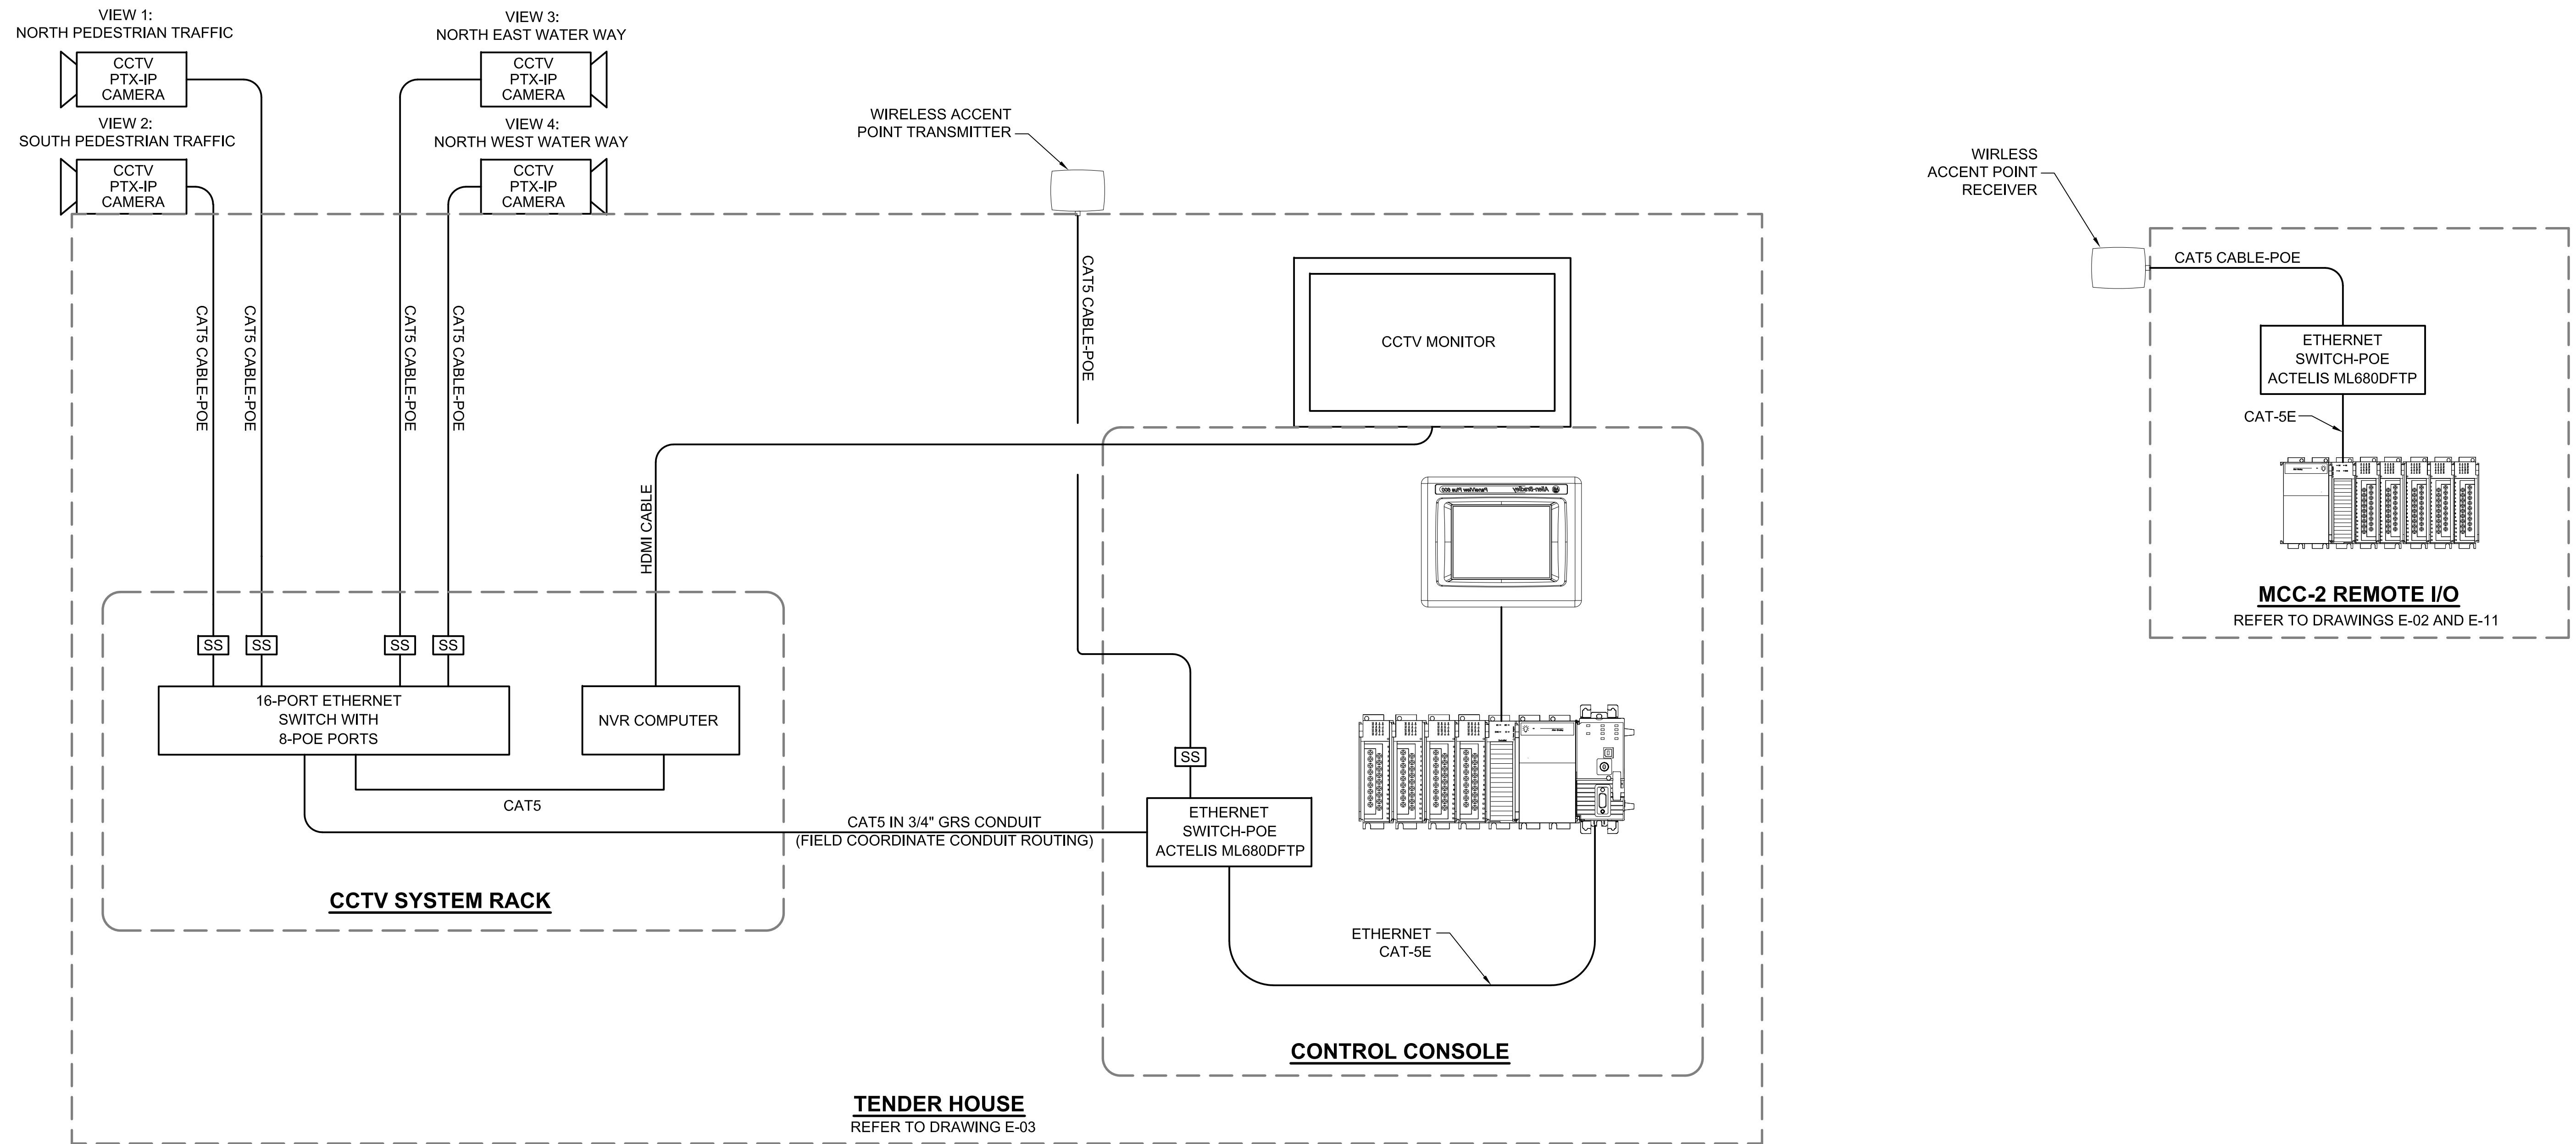 VIEW 1:
NORTH PEDESTRIAN TRAFFIC
CCTV
PTX-IP
CAMERA
VIEW 2:
SOUTH PEDESTRIAN TRAFFIC
CCTV
PTX-IP
CAMERA
VIEW 3:
NORTH EAST WATER WAY
CCTV
PTX-IP
CAMERA
VIEW 4:
NORTH WEST WATER WAY
CCTV
PTX-IP
CAMERA
WIRELESS ACCENT
POINT TRANSMITTER
WIRLESS
ACCENT POINT
RECEIVER
CAT5 CABLE-POE
CAT5 CABLE-POE
CAT5 CABLE-POE
CAT5 CABLE-POE
CAT5 CABLE-POE
HDMI CABLE
CCTV MONITOR
Allen-Bradley PanelView Plus 600
SS
SS
SS
SS
16-PORT ETHERNET
SWITCH WITH
8-POE PORTS
NVR COMPUTER
CAT5
CCTV SYSTEM RACK
CAT5 IN 3/4" GRS CONDUIT
(FIELD COORDINATE CONDUIT ROUTING)
SS
ETHERNET
SWITCH-POE
ACTELIS ML680DFTP
ETHERNET
CAT-5E
CONTROL CONSOLE
TENDER HOUSE
REFER TO DRAWING E-03
CAT5 CABLE-POE
ETHERNET
SWITCH-POE
ACTELIS ML680DFTP
CAT-5E
MCC-2 REMOTE I/O
REFER TO DRAWINGS E-02 AND E-11